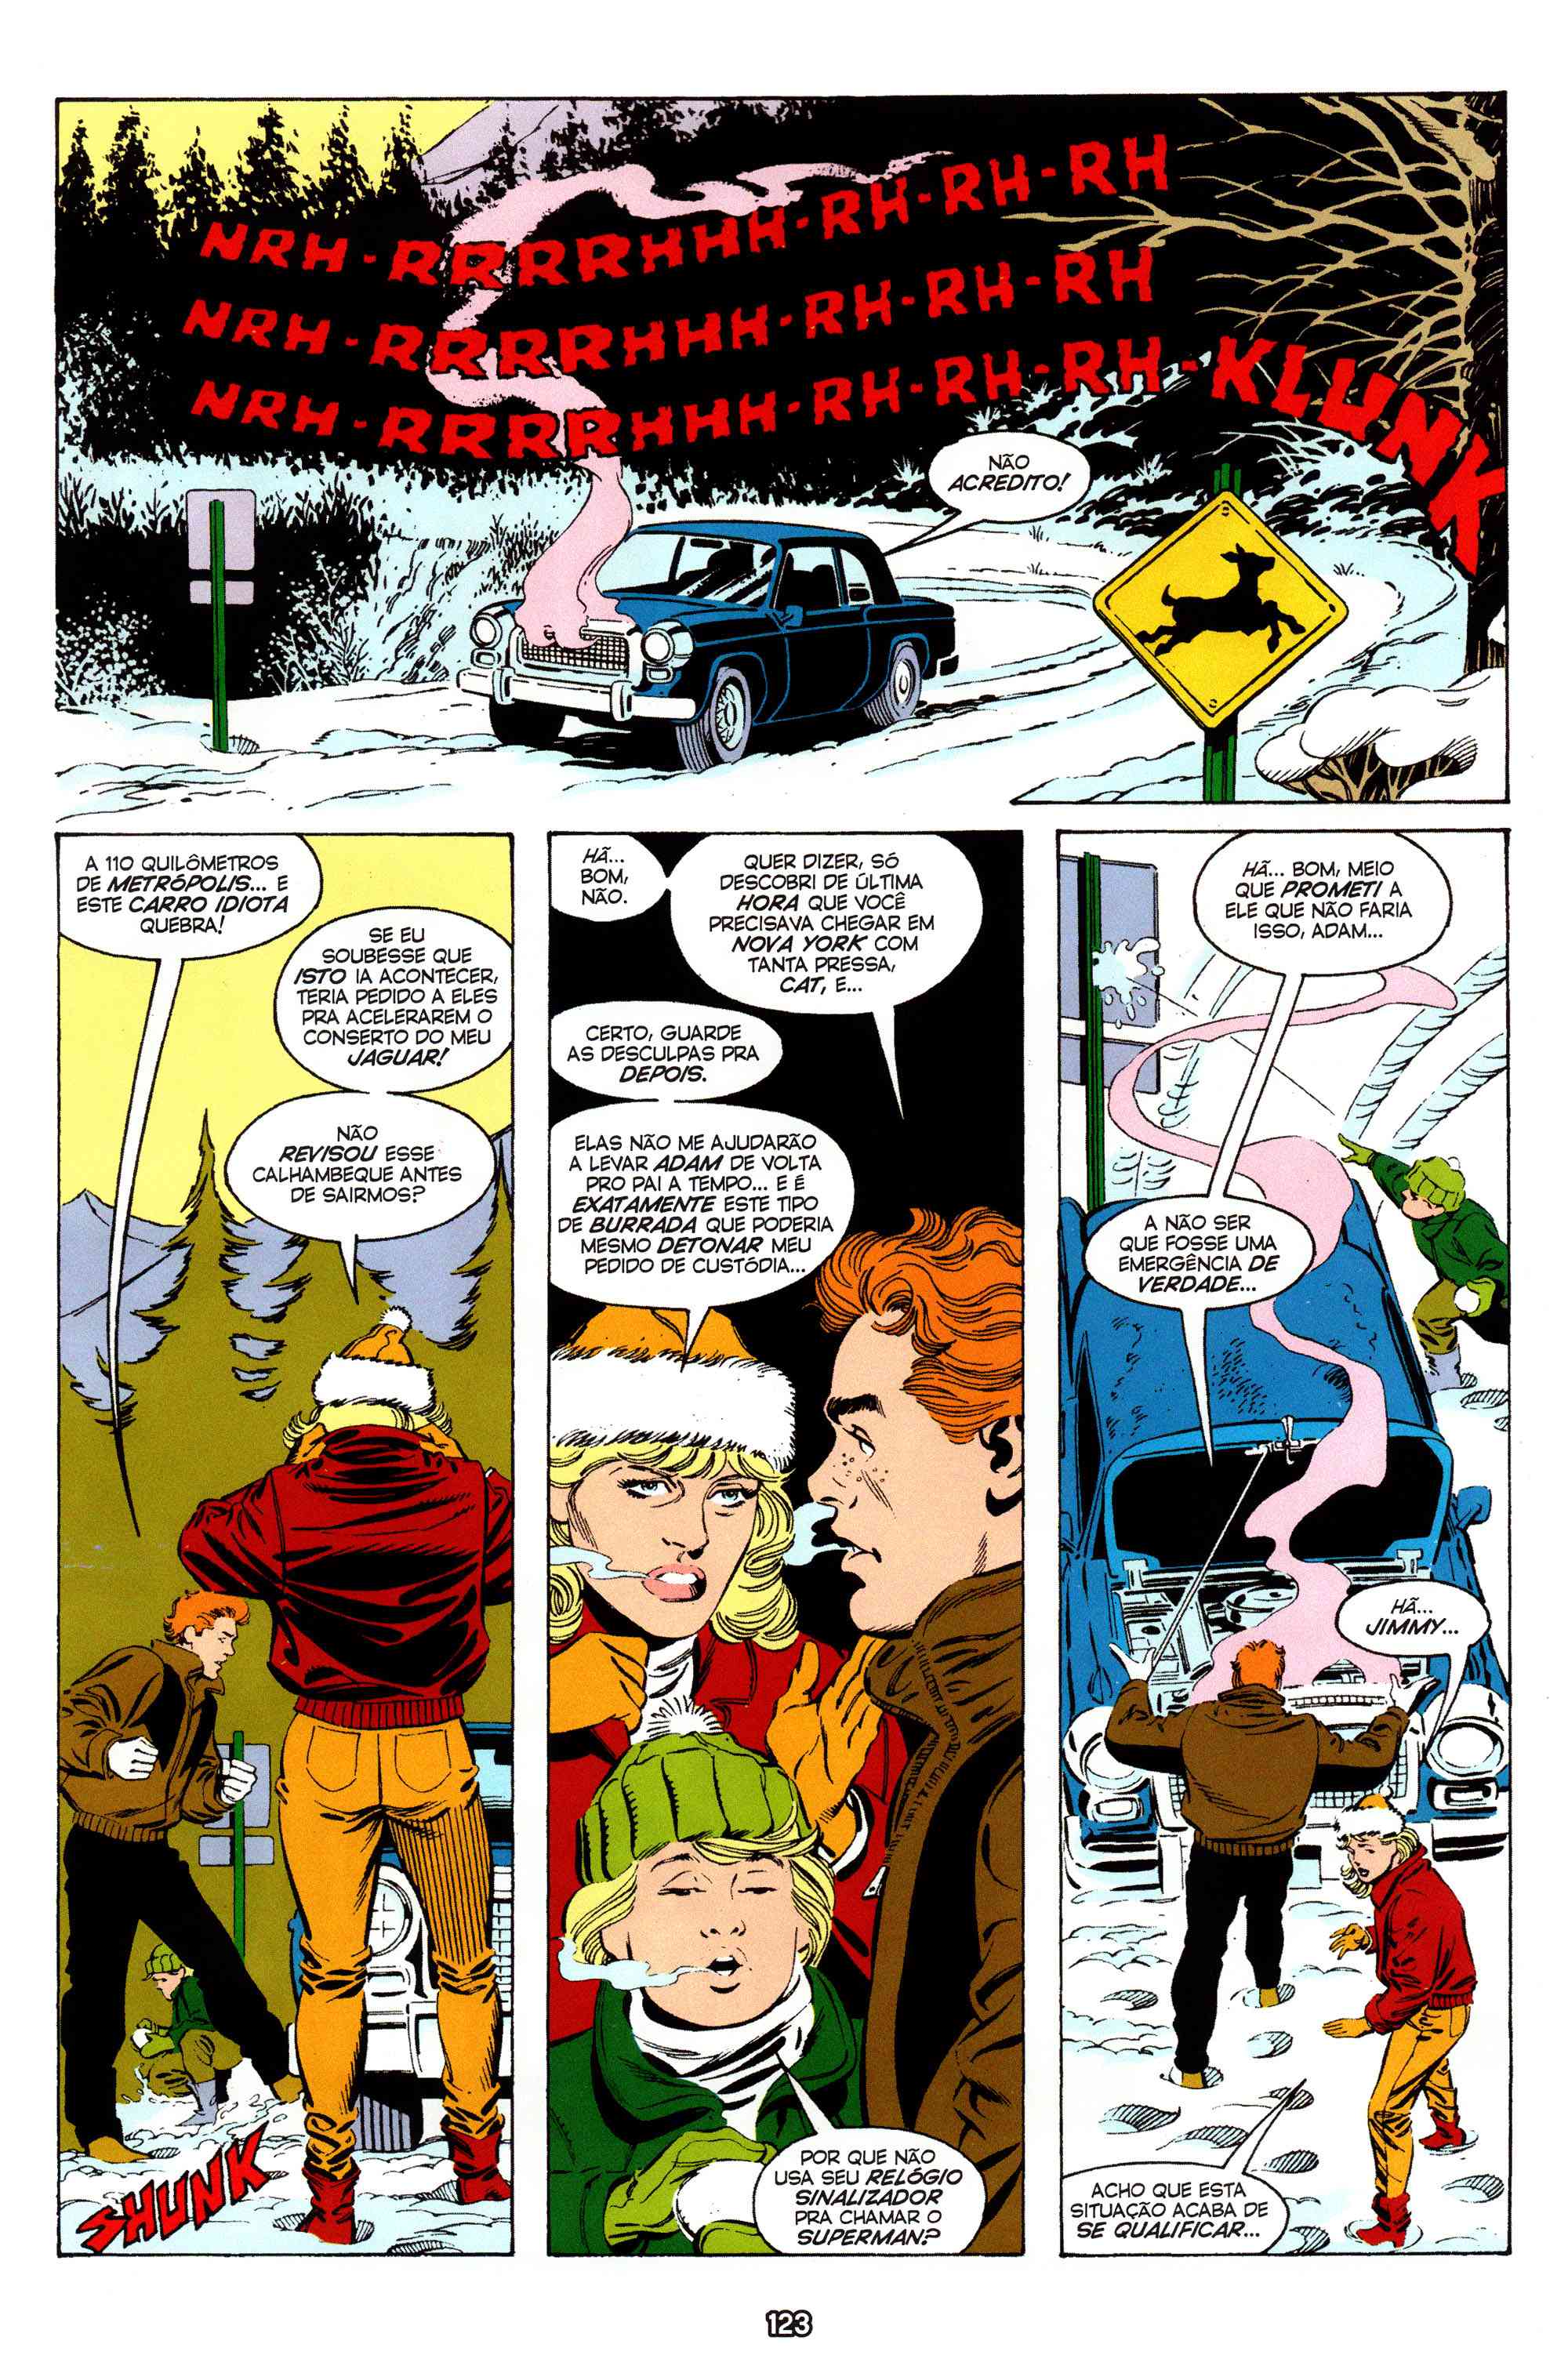 NRH-RRRRRHHH-RH-RH-RH
NRH-RRRRRHHH-RH-RH-RH
NRH-RRRRRHHH-RH-RH-RH-KLUNK
NÃO
ACREDITO!
A 110 QUILÔMETROS
DE METRÓPOLIS... E
ESTE CARRO IDIOTA
QUEBRA!
SE EU
SOUBESSE QUE
ISTO IA ACONTECER,
TERIA PEDIDO A ELES
PRA ACELERAREM O
CONSERTO DO MEU
JAGUAR!
NÃO
REVISOU ESSE
CALHAMBEQUE ANTES
DE SAIRMOS?
SHUNK
HÃ...
BOM,
NÃO.
QUER DIZER, SÓ
DESCOBRI DE ÚLTIMA
HORA QUE VOCÊ
PRECISAVA CHEGAR EM
NOVA YORK COM
TANTA PRESSA,
CAT, E...
CERTO, GUARDE
AS DESCULPAS PRA
DEPOIS.
ELAS NÃO ME AJUDARÃO
A LEVAR ADAM DE VOLTA
PRO PAI A TEMPO... E É
EXATAMENTE ESTE TIPO
DE BURRADA QUE PODERIA
MESMO DETONAR MEU
PEDIDO DE CUSTÓDIA...
POR QUE NÃO
USA SEU RELÓGIO
SINALIZADOR
PRA CHAMAR O
SUPERMAN?
HÃ... BOM, MEIO
QUE PROMETI A
ELE QUE NÃO FARIA
ISSO, ADAM...
A NÃO SER
QUE FOSSE UMA
EMERGÊNCIA DE
VERDADE...
HÃ...
JIMMY...
ACHO QUE ESTA
SITUAÇÃO ACABA DE
SE QUALIFICAR...
123